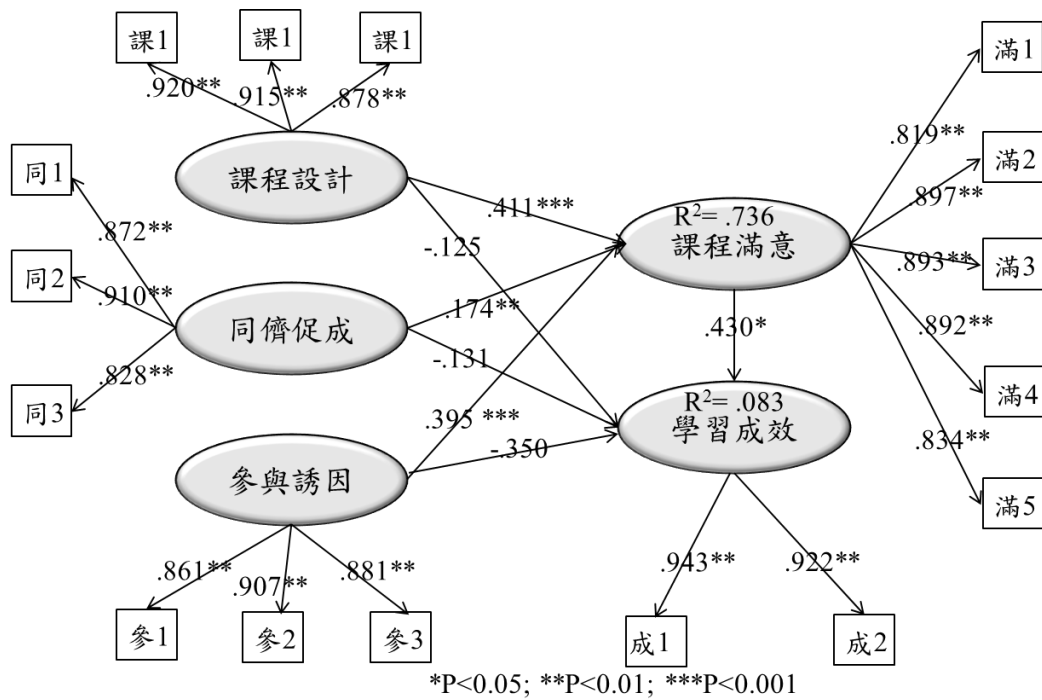 課1
課1
課1
.920**
.915**
.878**
課程設計
同1
同2
同3
.872**
.910**
.828**
同儕促成
參與誘因
.861**
.907**
.881**
參1
參2
參3
.411***
-.125
.174**
-.131
.395 ***
-.350
R²= .736
課程滿意
.430*
R²= .083
學習成效
.943**
.922**
成1
成2
.819**
.897**
.893**
.892**
.834**
滿1
滿2
滿3
滿4
滿5
*P<0.05; **P<0.01; ***P<0.001